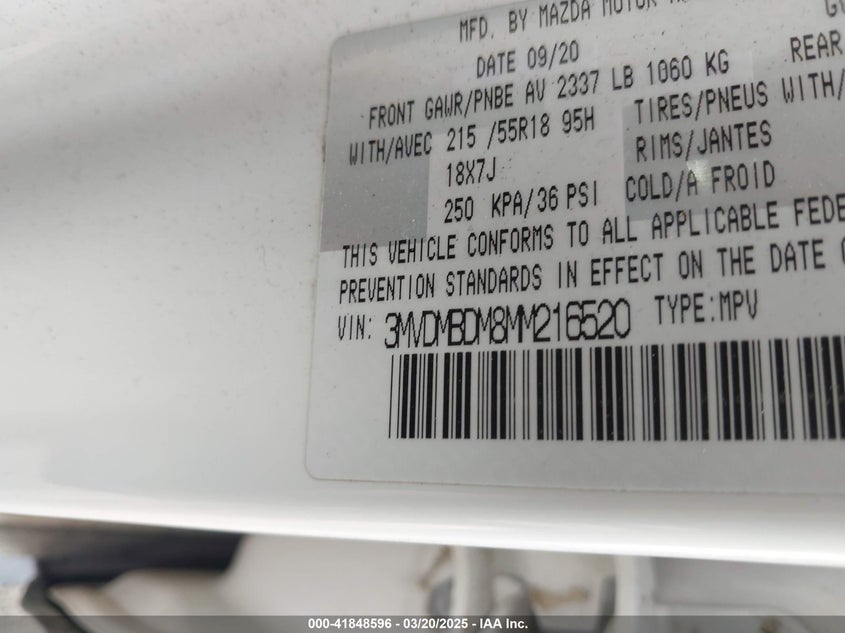 MFD. BY MAZDA MOTOR
DATE 09/20
FRONT GAWR/PNBE AV 2337 LB 1060 KG REAR
WITH/AVEC 215 /55R18 95H TIRES/PNEUS WITH/
18X7J RIMS/JANTES
250 KPA/36 PSI COLD/A FROID
THIS VEHICLE CONFORMS TO ALL APPLICABLE FEDE
PREVENTION STANDARDS IN EFFECT ON THE DATE
VIN: 3MVDMBDM8MM216520 TYPE:MPV
000-41848596 - 03/20/2025 - IAA Inc.